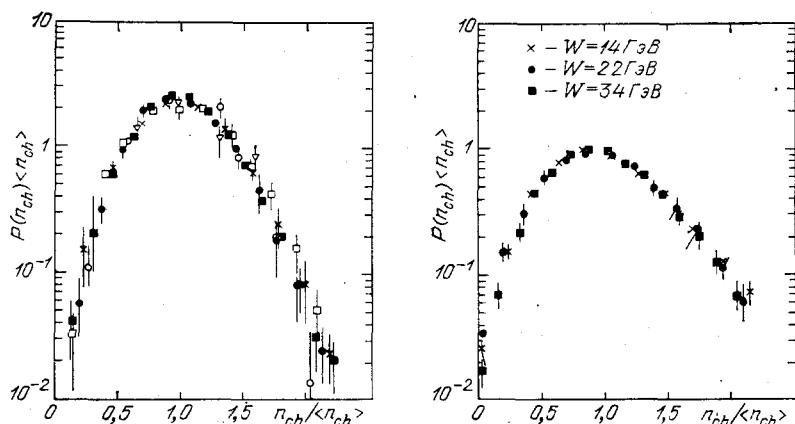 10
1
10⁻¹
10⁻²
P(n_ch)<n_ch>
0 0,5 1,0 1,5 n_ch/<n_ch>
10
1
10⁻¹
10⁻²
P(n_ch)<n_ch>
× – W=14 ГэВ
● – W=22 ГэВ
■ – W=34 ГэВ
0 0,5 1,0 1,5 n_ch/<n_ch>